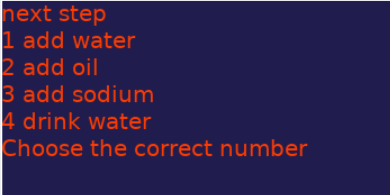 next step
1 add water
2 add oil
3 add sodium
4 drink water
Choose the correct number